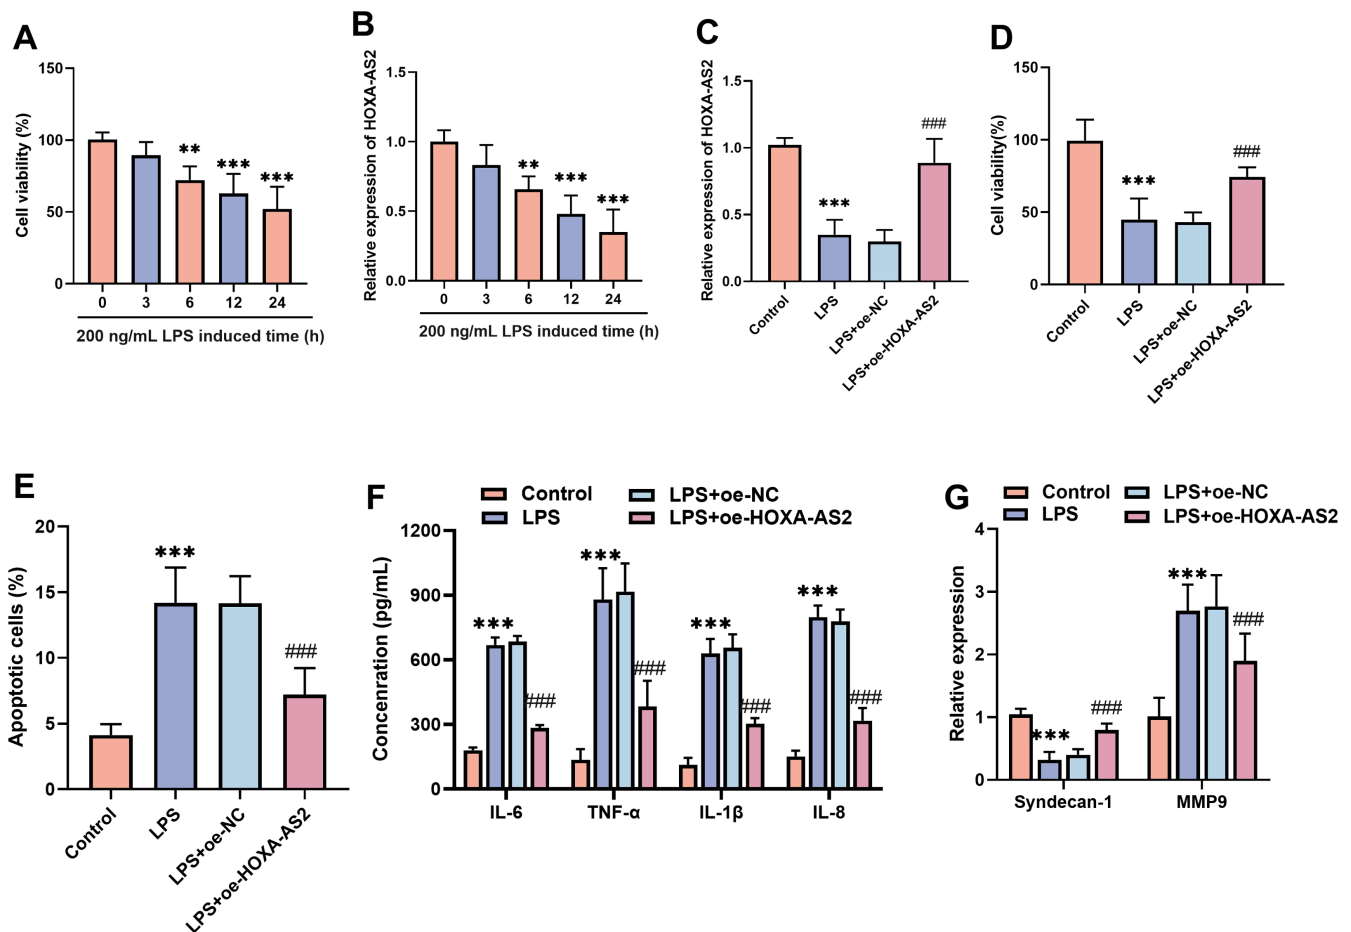 A
Cell viability (%)
150
100
50
0
**
***
***
0 3 6 12 24
200 ng/mL LPS induced time (h)
B
Relative expression of HOXA-AS2
1.5
1.0
0.5
0.0
**
***
***
0 3 6 12 24
200 ng/mL LPS induced time (h)
C
Relative expression of HOXA-AS2
1.5
1.0
0.5
0.0
***
###
Control
LPS
LPS+oe-NC
LPS+oe-HOXA-AS2
D
Cell viability(%)
150
100
50
0
***
###
Control
LPS
LPS+oe-NC
LPS+oe-HOXA-AS2
E
Apoptotic cells (%)
20
15
10
5
0
***
###
Control
LPS
LPS+oe-NC
LPS+oe-HOXA-AS2
F
Control
LPS
LPS+oe-NC
LPS+oe-HOXA-AS2
Concenration (pg/mL)
1200
900
600
300
0
***
###
***
###
***
###
***
###
IL-6 TNF-α IL-1β IL-8
G
Control
LPS
LPS+oe-NC
LPS+oe-HOXA-AS2
Relative expression
4
3
2
1
0
***
###
***
###
Syndecan-1 MMP9